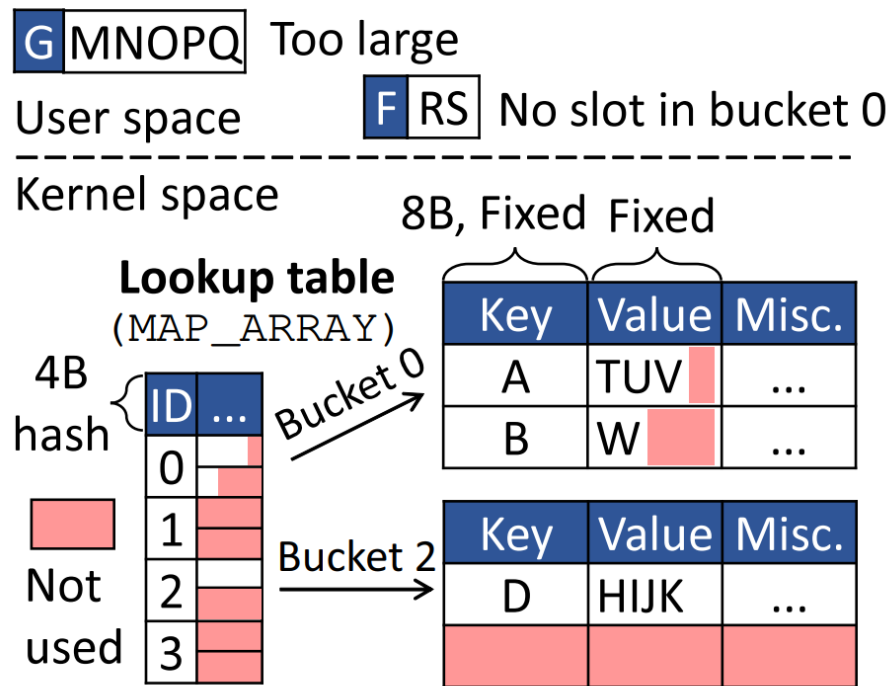 G MNOPQ Too large
User space
F RS No slot in bucket 0
Kernel space
8B, Fixed Fixed
Lookup table
(MAP_ARRAY)
4B
hash
ID ...
0
1
2
3
Not
used
Bucket 0
Key Value Misc.
A TUV ...
B W ...
Bucket 2
Key Value Misc.
D HIJK ...